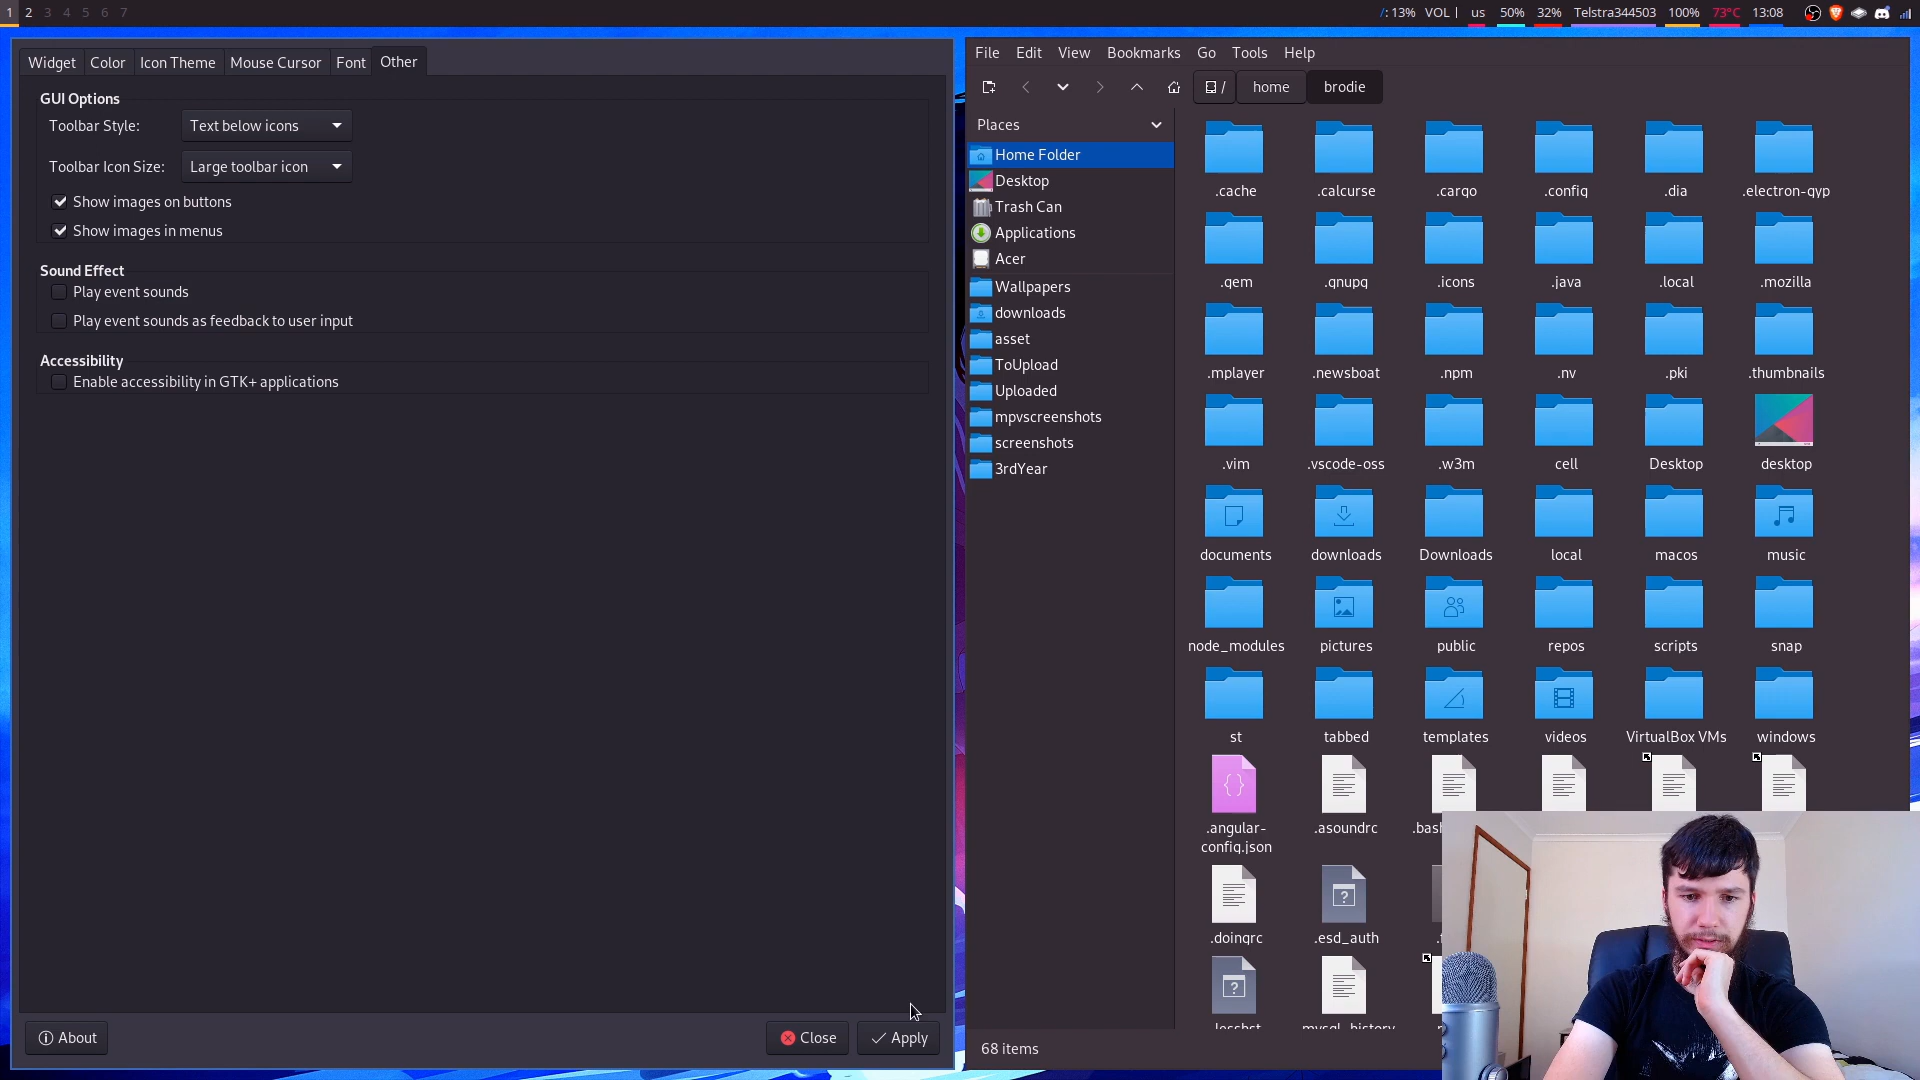 1 2 3 4 5 6 7
/: 13% VOL | us 50% 32% Telstra344503 100% 73°C 13:08
Widget Color Icon Theme Mouse Cursor Font Other
GUI Options
Toolbar Style: Text below icons
Toolbar Icon Size: Large toolbar icon
Show images on buttons
Show images in menus
Sound Effect
Play event sounds
Play event sounds as feedback to user input
Accessibility
Enable accessibility in GTK+ applications
About Close Apply
File Edit View Bookmarks Go Tools Help
/ home brodie
Places
Home Folder
Desktop
Trash Can
Applications
Acer
Wallpapers
downloads
asset
ToUpload
Uploaded
mpvscreenshots
screenshots
3rdYear
.cache .calcurse .cargo .config .dia .electron-gyp
.gem .gnupg .icons .java .local .mozilla
.mplayer .newsboat .npm .nv .pki .thumbnails
.vim .vscode-oss .w3m cell Desktop desktop
documents downloads Downloads local macos music
node_modules pictures public repos scripts snap
st tabbed templates videos VirtualBox VMs windows
.angular-config.json .asoundrc .bas
.doingrc .esd_auth
.lesshst .mysql_history
68 items